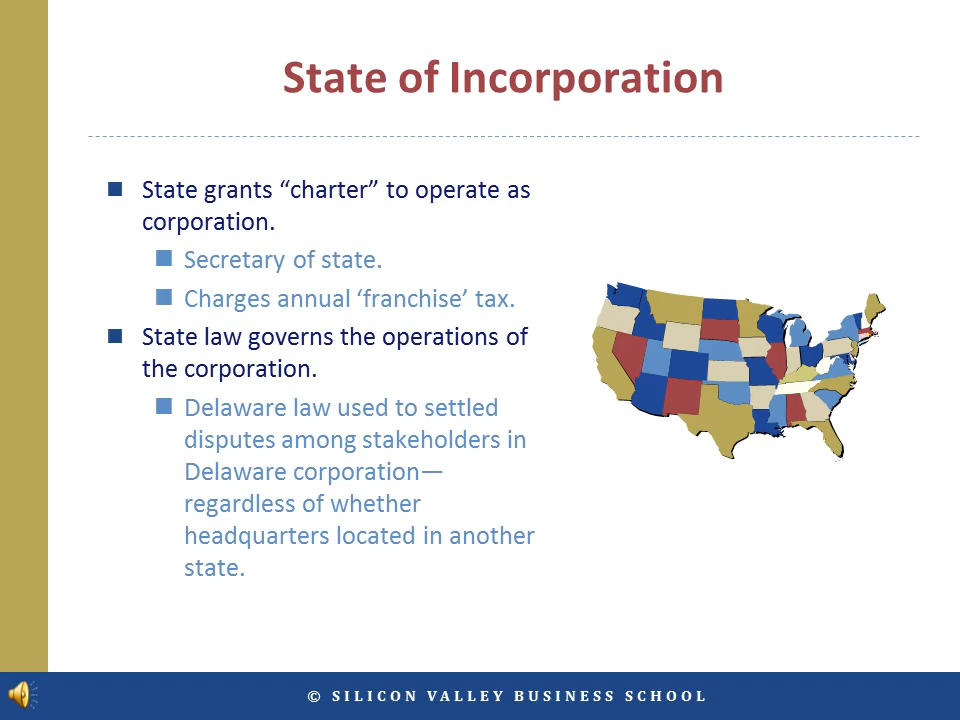 State of Incorporation
State grants “charter” to operate as
corporation.
Secretary of state.
Charges annual ‘franchise’ tax.
State law governs the operations of
the corporation.
Delaware law used to settled
disputes among stakeholders in
Delaware corporation—
regardless of whether
headquarters located in another
state.
© SILICON VALLEY BUSINESS SCHOOL